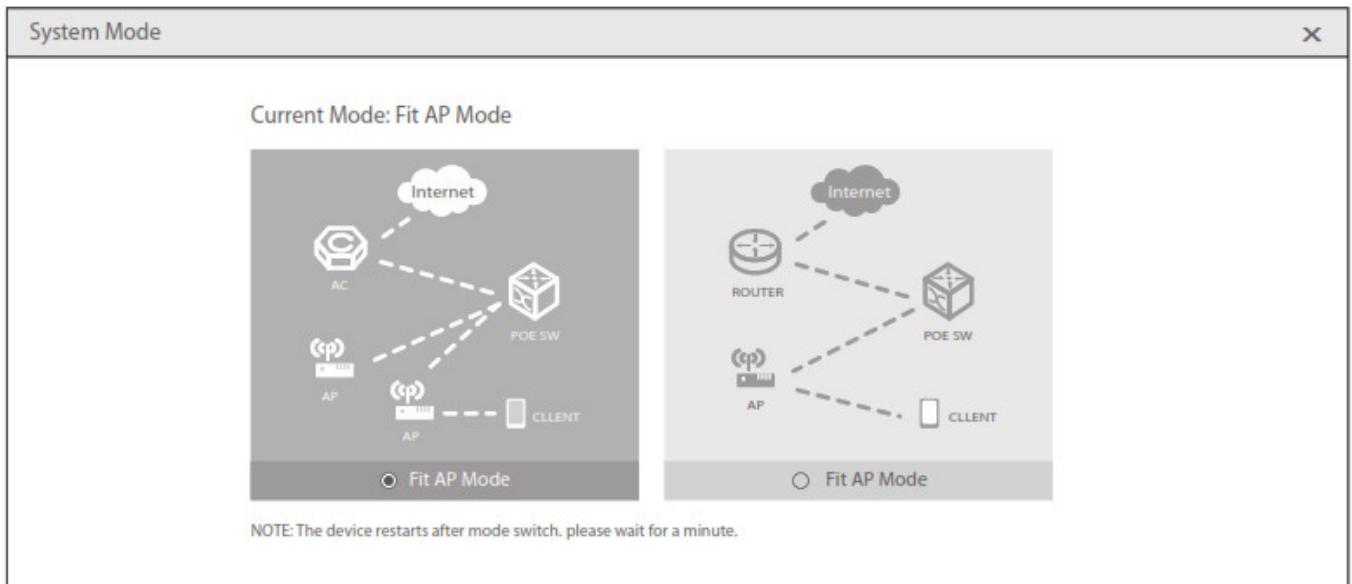 System Mode
Current Mode: Fit AP Mode
Internet
AC
POE SW
AP
AP
CLLENT
Fit AP Mode
Internet
ROUTER
POE SW
AP
CLLENT
Fit AP Mode
NOTE: The device restarts after mode switch. please wait for a minute.